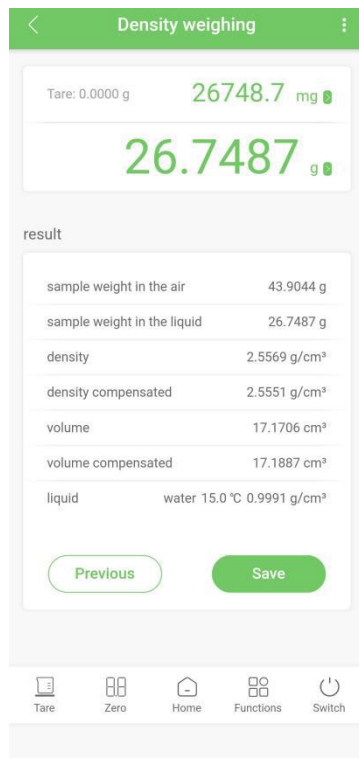 Density weighing
Tare: 0.0000 g 26748.7 mg
26.7487 g
result
sample weight in the air 43.9044 g
sample weight in the liquid 26.7487 g
density 2.5569 g/cm³
density compensated 2.5551 g/cm³
volume 17.1706 cm³
volume compensated 17.1887 cm³
liquid water 15.0 ℃ 0.9991 g/cm³
Previous Save
Tare Zero Home Functions Switch